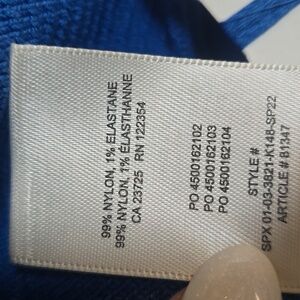 99% NYLON, 1% ELASTANE
99% NYLON, 1% ÉLASTHANNE
CA 23725 RN 122354
PO 4500162102
PO 4500162103
PO 4500162104
STYLE #
SPX 01-03-3821-K148-SP22
ARTICLE # 81347